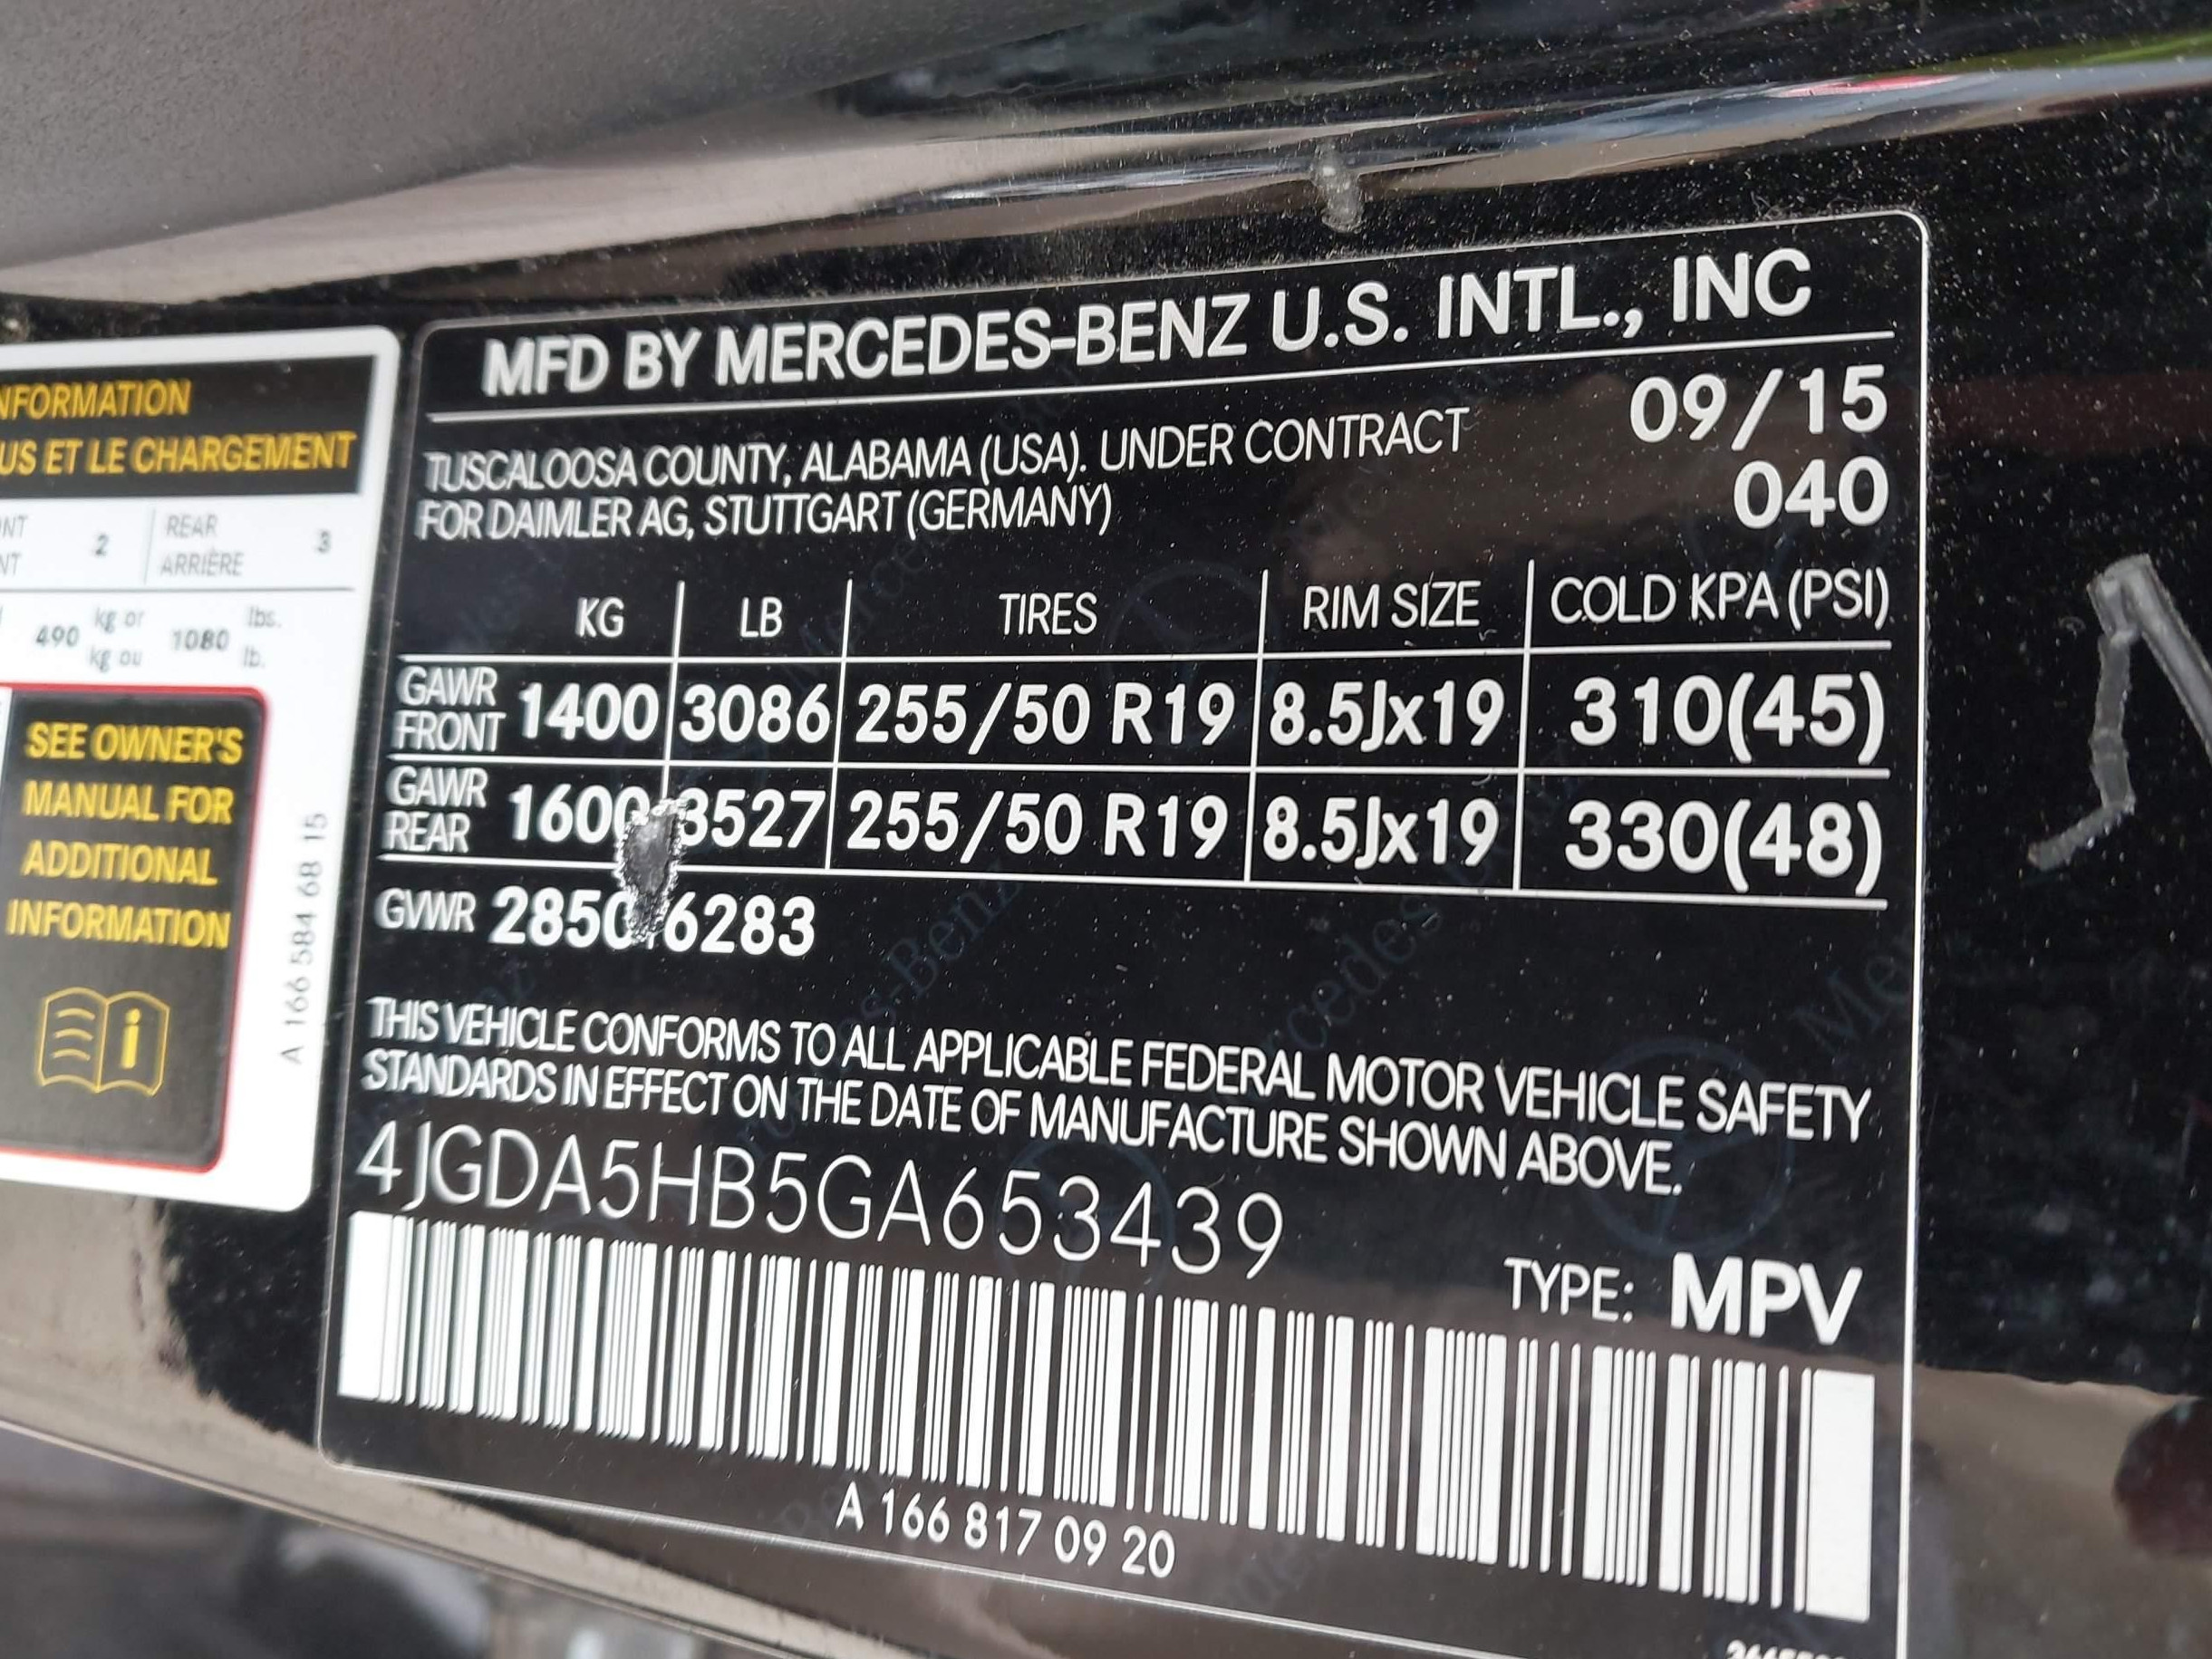 NFORMATION
US ET LE CHARGEMENT
NT 2 REAR 3
NT ARRIÈRE
490 kg or 1080 lbs.
kg ou lb.
SEE OWNER'S
MANUAL FOR
ADDITIONAL
INFORMATION
A 166 584 68 15
MFD BY MERCEDES-BENZ U.S. INTL., INC
TUSCALOOSA COUNTY, ALABAMA (USA). UNDER CONTRACT 09/15
FOR DAIMLER AG, STUTTGART (GERMANY) 040
KG LB TIRES RIM SIZE COLD KPA (PSI)
GAWR FRONT 1400 3086 255/50 R19 8.5Jx19 310(45)
GAWR REAR 1600 3527 255/50 R19 8.5Jx19 330(48)
GVWR 2850 6283
THIS VEHICLE CONFORMS TO ALL APPLICABLE FEDERAL MOTOR VEHICLE SAFETY
STANDARDS IN EFFECT ON THE DATE OF MANUFACTURE SHOWN ABOVE.
4JGDA5HB5GA653439
TYPE: MPV
A 166 817 09 20